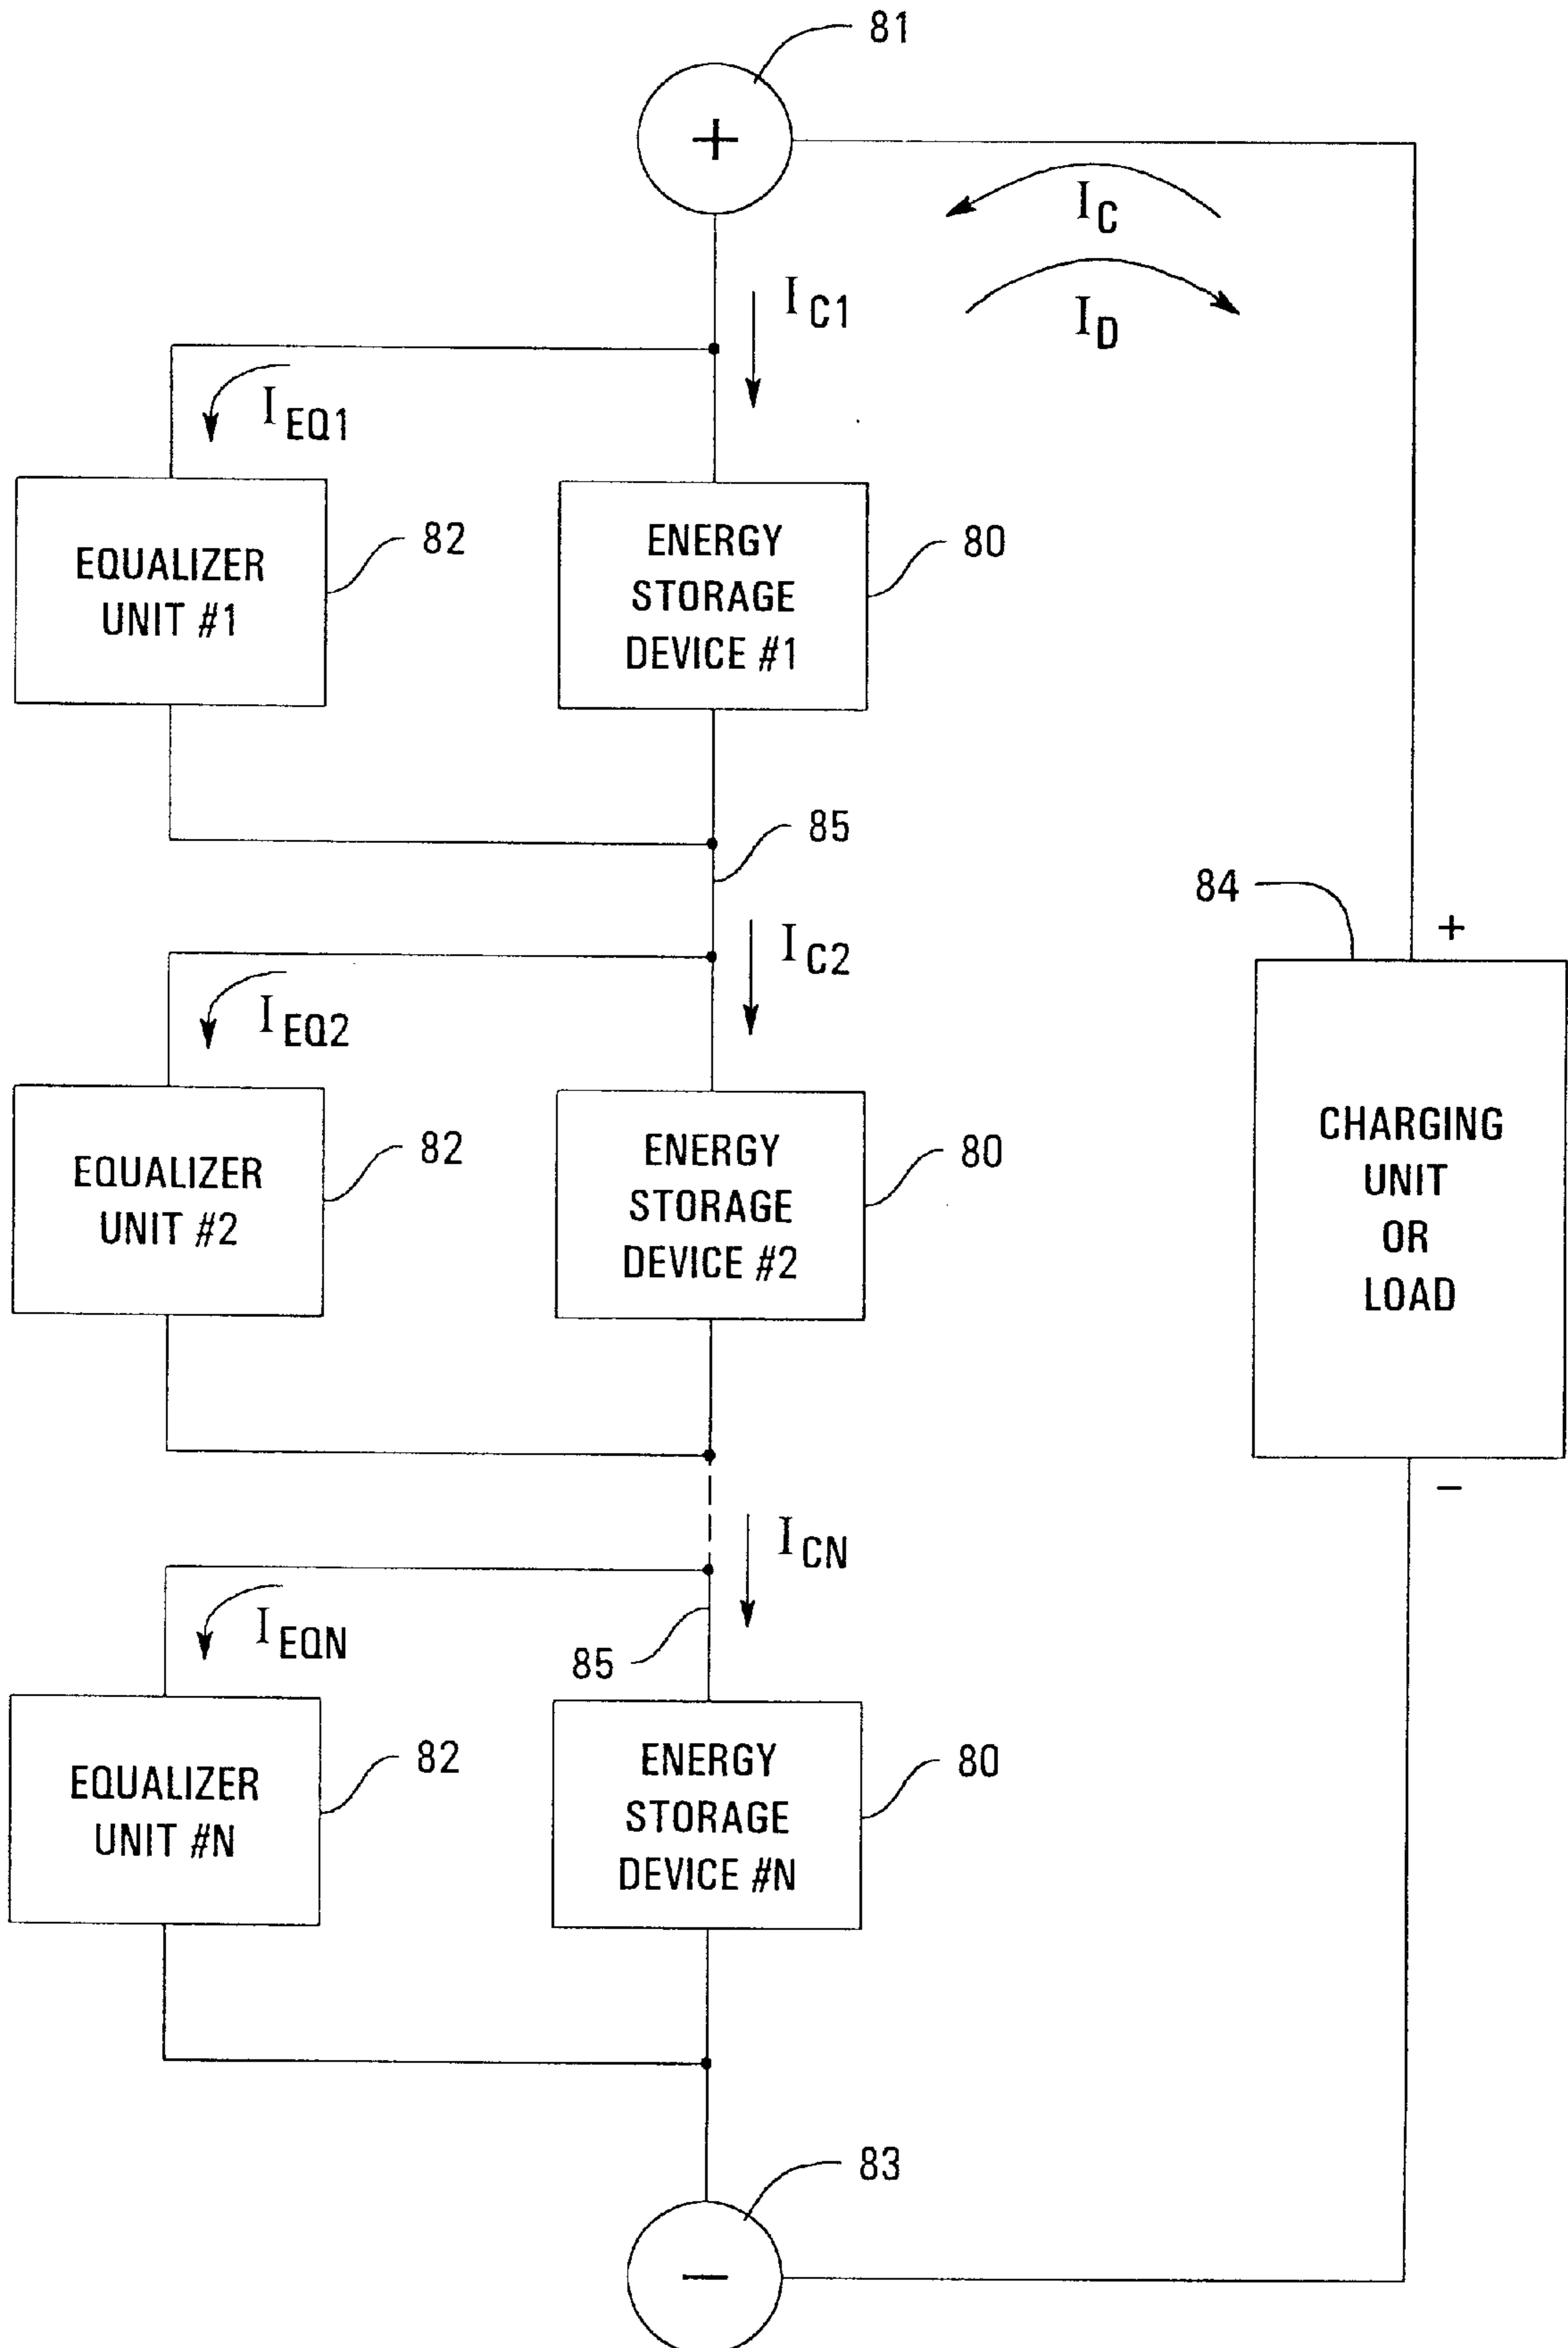 81
+
I_C
I_C1
I_D
I_EQ1
EQUALIZER
UNIT #1
82
ENERGY
STORAGE
DEVICE #1
80
85
84
+
I_C2
I_EQ2
EQUALIZER
UNIT #2
82
ENERGY
STORAGE
DEVICE #2
80
CHARGING
UNIT
OR
LOAD
−
I_CN
I_EQN
85
EQUALIZER
UNIT #N
82
ENERGY
STORAGE
DEVICE #N
80
83
−